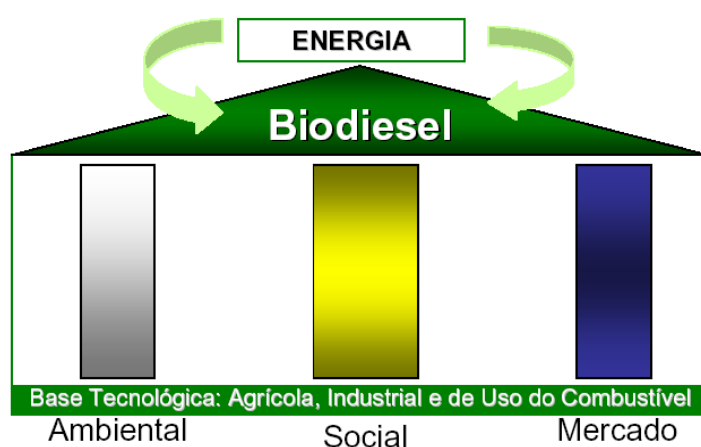 ENERGIA
Biodiesel
Base Tecnológica: Agrícola, Industrial e de Uso do Combustível
Ambiental Social Mercado